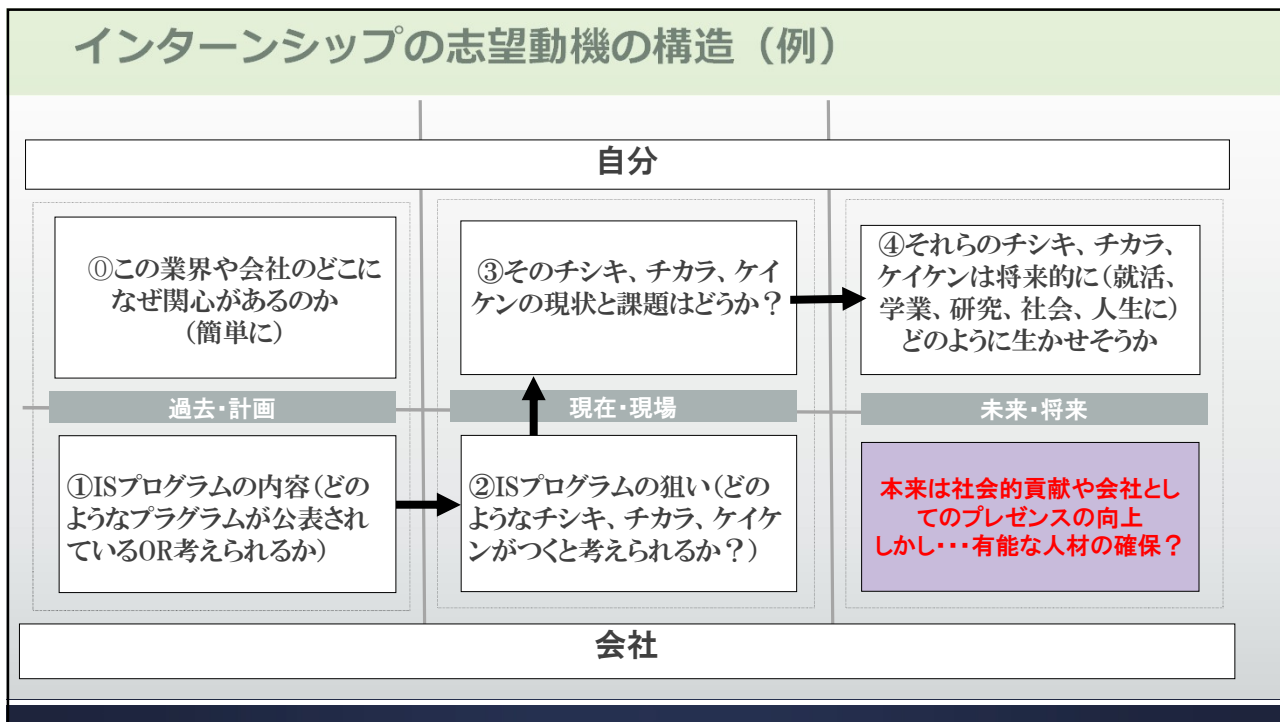 インターンシップの志望動機の構造（例）
自分
⓪この業界や会社のどこに
なぜ関心があるのか
（簡単に）
③そのチシキ、チカラ、ケイ
ケンの現状と課題はどうか？
④それらのチシキ、チカラ、
ケイケンは将来的に（就活、
学業、研究、社会、人生に）
どのように生かせそうか
過去・計画
現在・現場
未来・将来
①ISプログラムの内容（どの
ようなプラグラムが公表され
ているOR考えられるか）
②ISプログラムの狙い（どの
ようなチシキ、チカラ、ケイケ
ンがつくと考えられるか？）
本来は社会的貢献や会社とし
てのプレゼンスの向上
しかし・・・有能な人材の確保？
会社